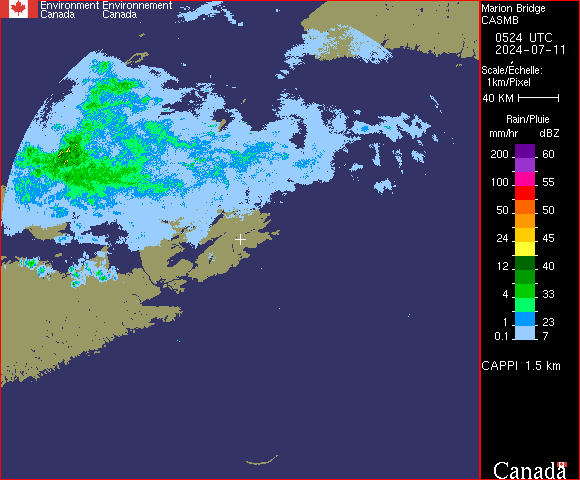 Environment Environnement
Canada Canada
Marion Bridge
CASMB
0524 UTC
2024-07-11
Scale/Échelle:
1km/Pixel
40 KM
Rain/Pluie
mm/hr dBZ
200 60
55
100 55
50 50
24 45
12 40
4 33
1 23
0.1 7
CAPPI 1.5 km
Canada